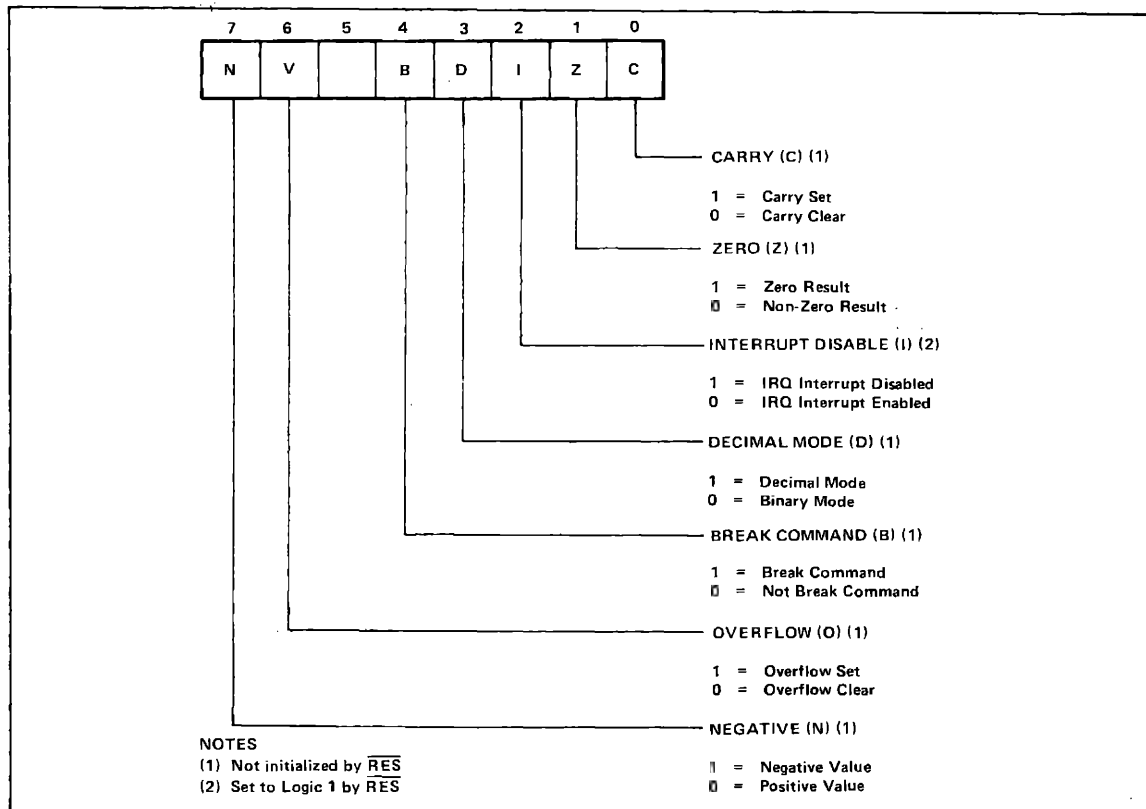 7 6 5 4 3 2 1 0
N V B D I Z C
CARRY (C) (1)
1 = Carry Set
0 = Carry Clear
ZERO (Z) (1)
1 = Zero Result
0 = Non-Zero Result
INTERRUPT DISABLE (I) (2)
1 = IRQ Interrupt Disabled
0 = IRQ Interrupt Enabled
DECIMAL MODE (D) (1)
1 = Decimal Mode
0 = Binary Mode
BREAK COMMAND (B) (1)
1 = Break Command
0 = Not Break Command
OVERFLOW (O) (1)
1 = Overflow Set
0 = Overflow Clear
NEGATIVE (N) (1)
1 = Negative Value
0 = Positive Value
NOTES
(1) Not initialized by R̅E̅S̅
(2) Set to Logic 1 by R̅E̅S̅